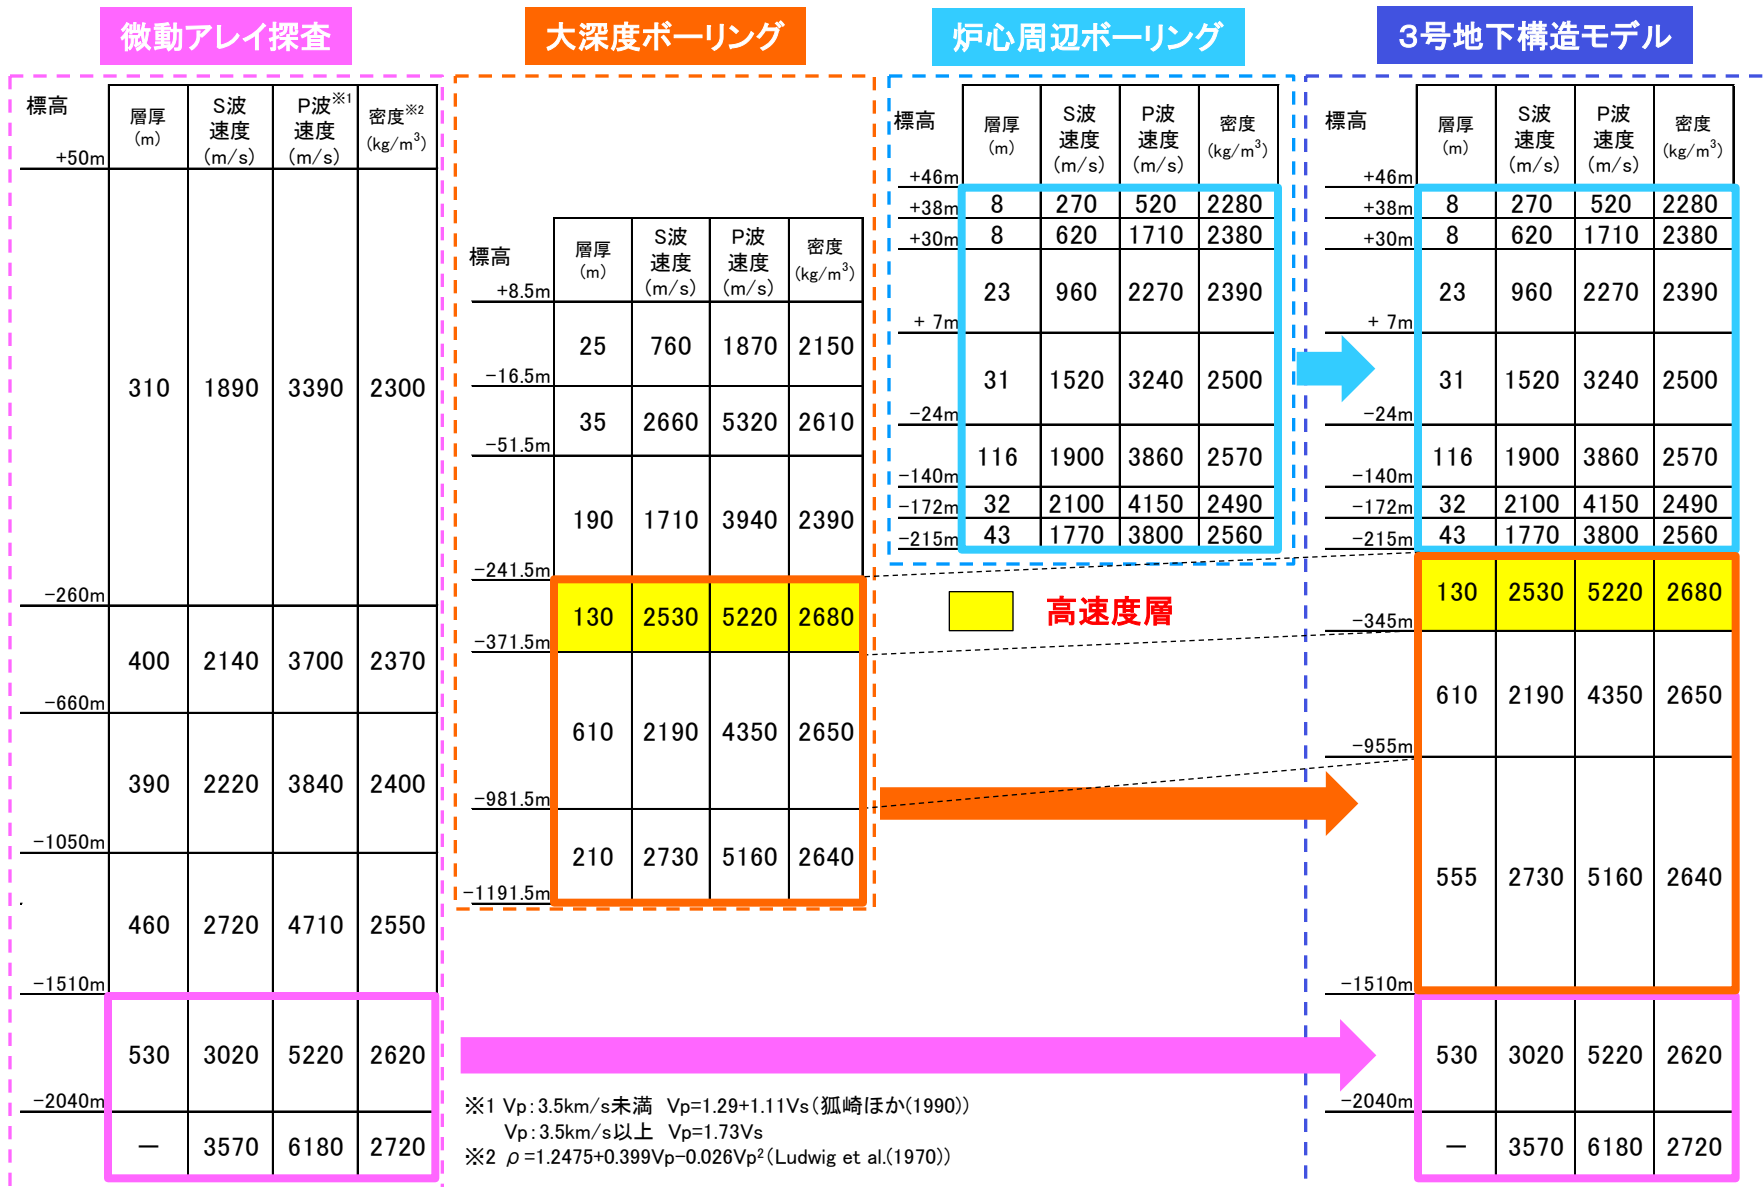 微動アレイ探査
標高
層厚
(m)
S波
速度
(m/s)
P波※1
速度
(m/s)
密度※2
(kg/m3)
+50m
310 1890 3390 2300
−260m
400 2140 3700 2370
−660m
390 2220 3840 2400
−1050m
460 2720 4710 2550
−1510m
530 3020 5220 2620
−2040m
― 3570 6180 2720
大深度ボーリング
標高
層厚
(m)
S波
速度
(m/s)
P波
速度
(m/s)
密度
(kg/m3)
+8.5m
25 760 1870 2150
−16.5m
35 2660 5320 2610
−51.5m
190 1710 3940 2390
−241.5m
130 2530 5220 2680
−371.5m
610 2190 4350 2650
−981.5m
210 2730 5160 2640
−1191.5m
炉心周辺ボーリング
標高
層厚
(m)
S波
速度
(m/s)
P波
速度
(m/s)
密度
(kg/m3)
+46m
8 270 520 2280
+38m
8 620 1710 2380
+30m
23 960 2270 2390
+ 7m
31 1520 3240 2500
−24m
116 1900 3860 2570
−140m
32 2100 4150 2490
−172m
43 1770 3800 2560
−215m
高速度層
3号地下構造モデル
標高
層厚
(m)
S波
速度
(m/s)
P波
速度
(m/s)
密度
(kg/m3)
+46m
8 270 520 2280
+38m
8 620 1710 2380
+30m
23 960 2270 2390
+ 7m
31 1520 3240 2500
−24m
116 1900 3860 2570
−140m
32 2100 4150 2490
−172m
43 1770 3800 2560
−215m
130 2530 5220 2680
−345m
610 2190 4350 2650
−955m
555 2730 5160 2640
−1510m
530 3020 5220 2620
−2040m
― 3570 6180 2720
※1 Vp:3.5km/s未満 Vp=1.29+1.11Vs(狐崎ほか(1990))
Vp:3.5km/s以上 Vp=1.73Vs
※2 ρ=1.2475+0.399Vp−0.026Vp2(Ludwig et al.(1970))